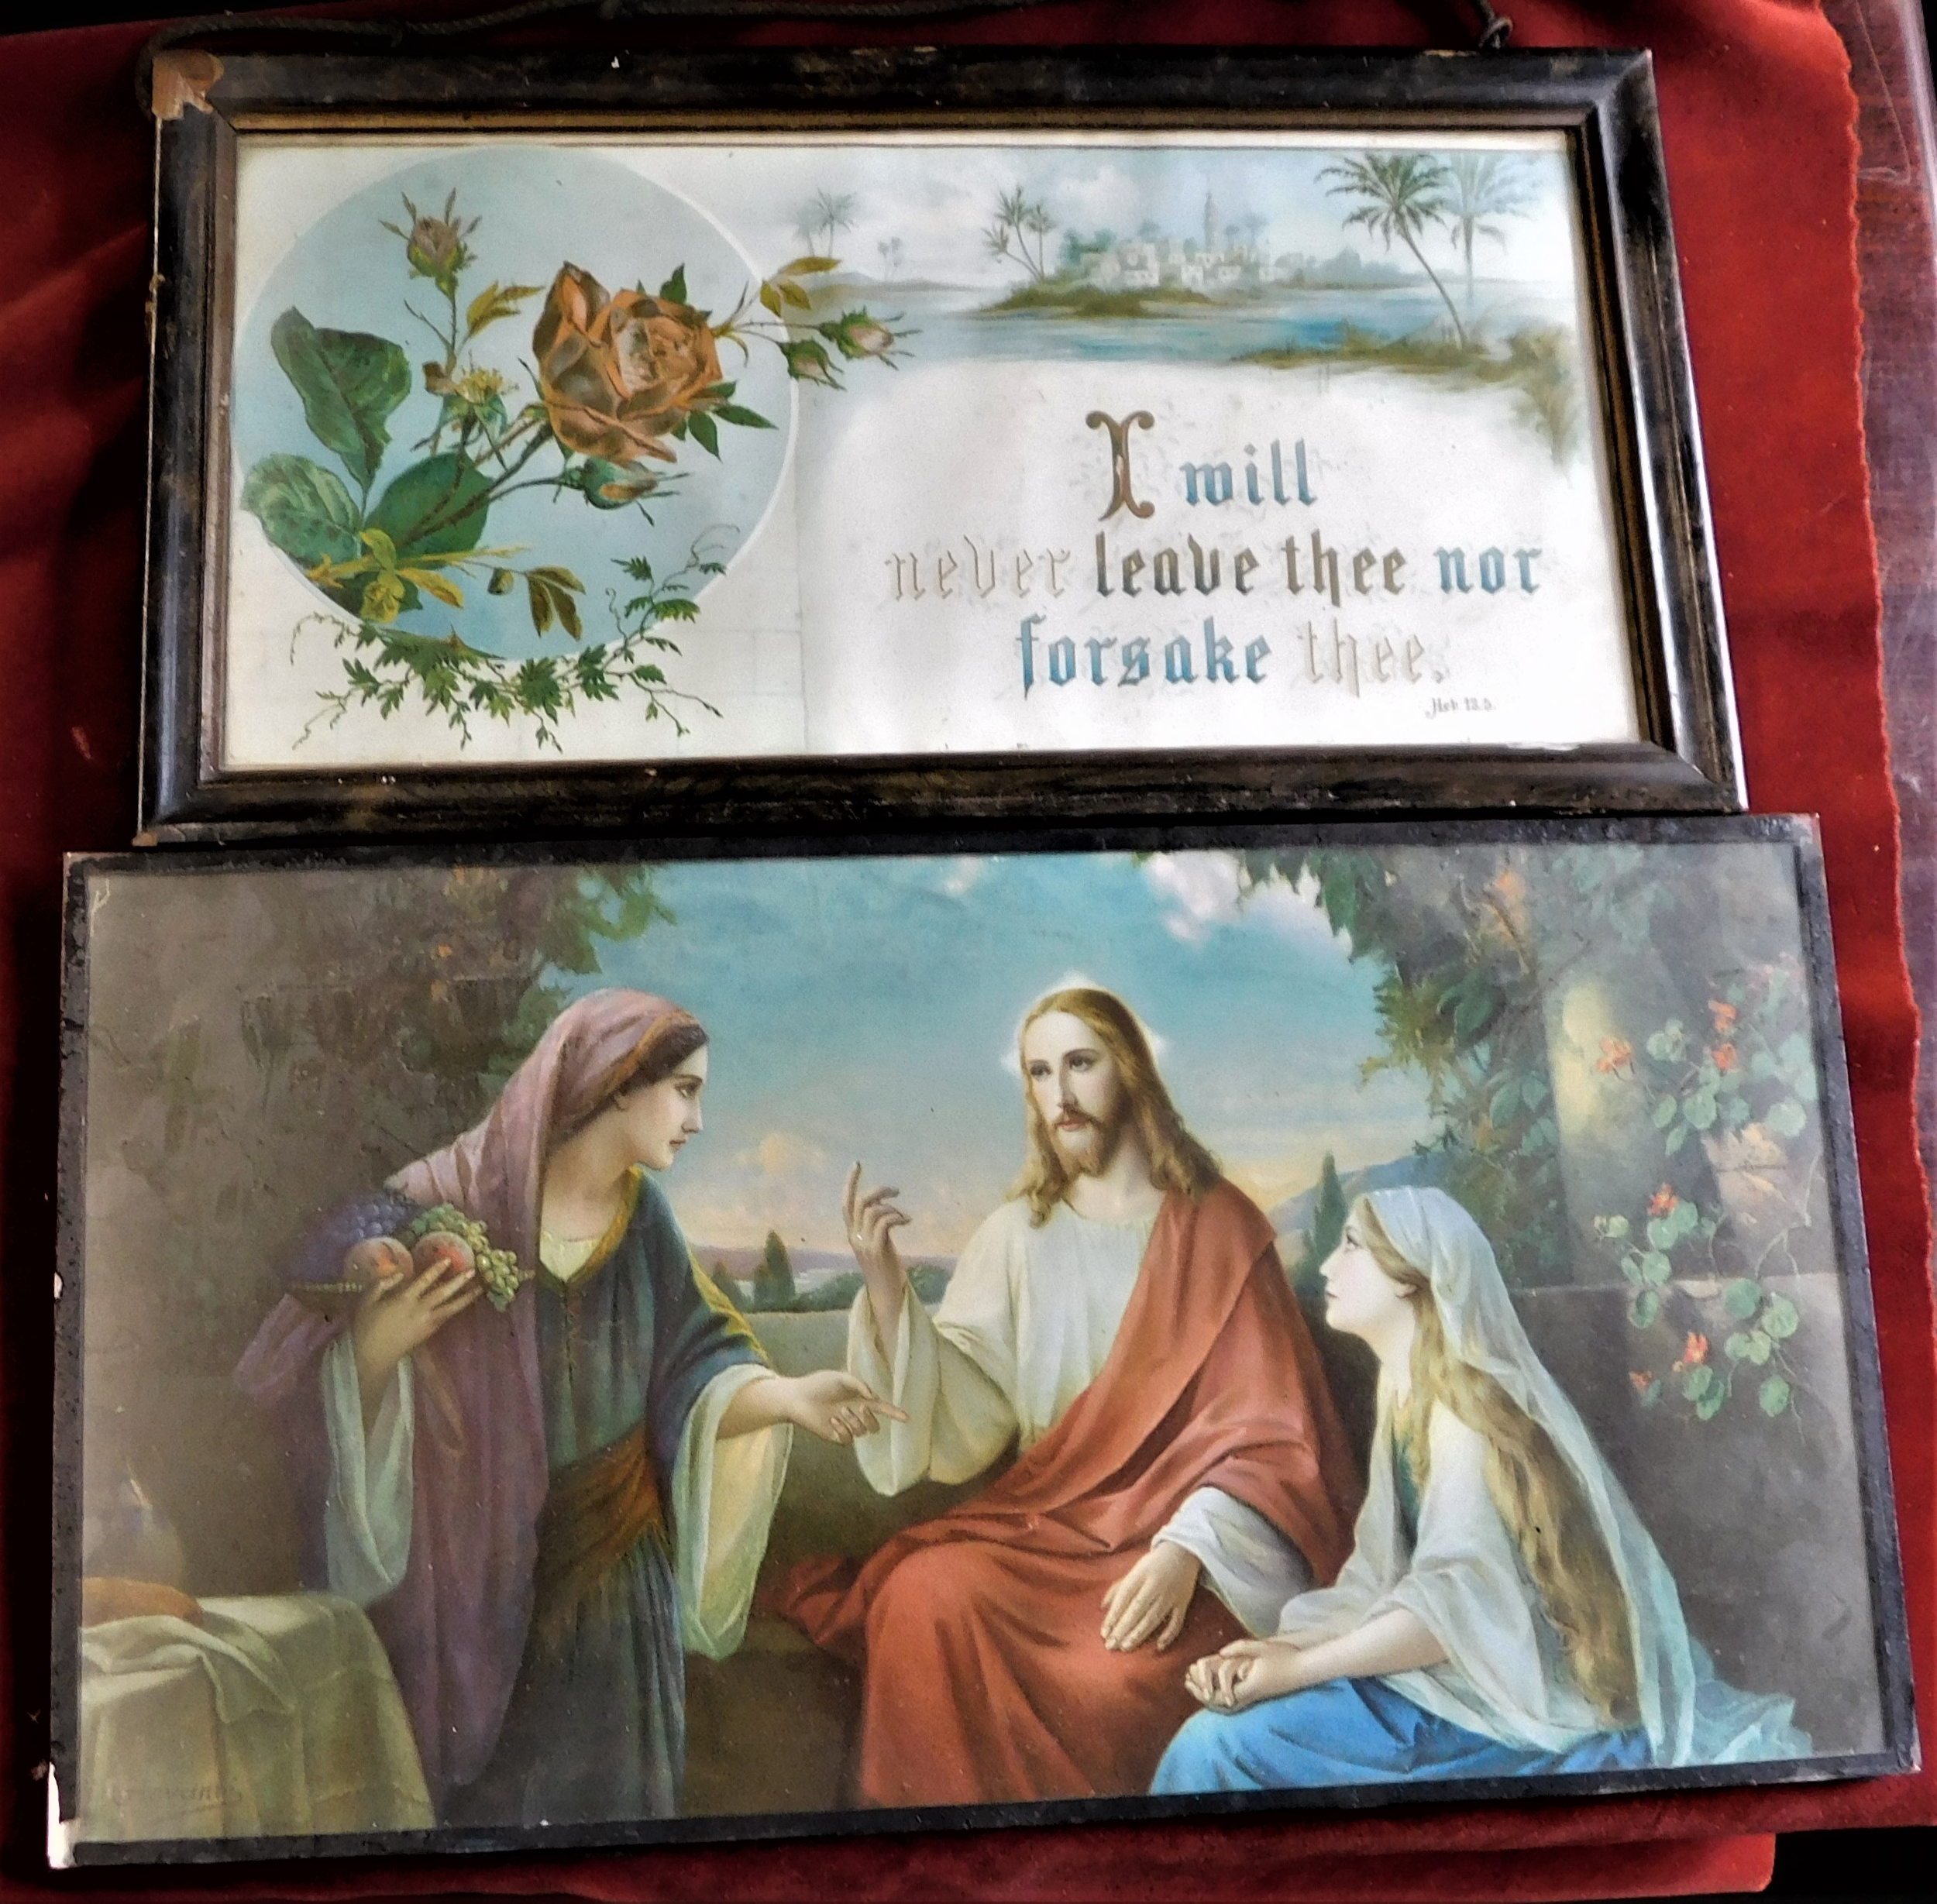 I will
never leave thee nor
forsake thee.
Heb. 13.5.